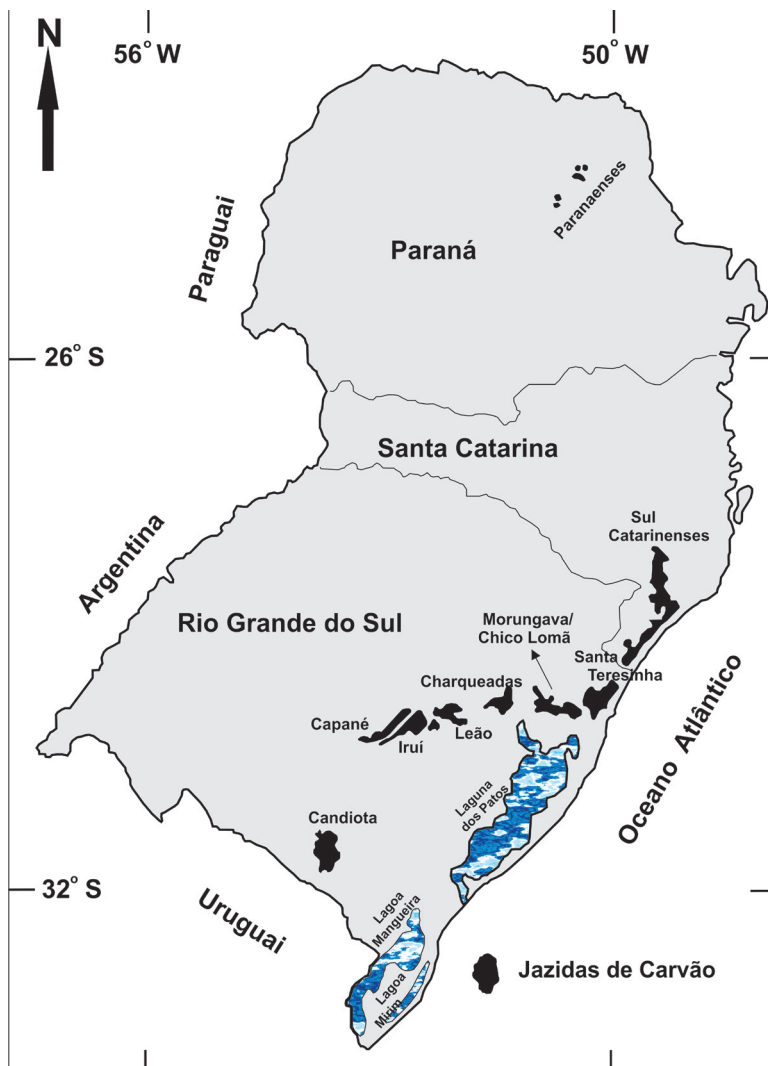 N
56° W
50° W
Paranaenses
Paraná
Paraguai
26° S
Santa Catarina
Argentina
Sul
Catarinenses
Rio Grande do Sul
Morungava/
Chico Lomã
Santa
Teresinha
Charqueadas
Capané
Iruí
Leão
Oceano Atlântico
Laguna
dos Patos
Candiota
32° S
Uruguai
Lagoa
Mangueira
Lagoa
Mirim
Jazidas de Carvão